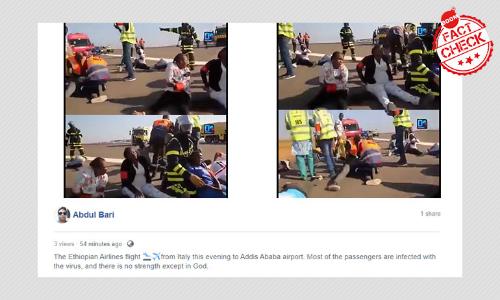 BOOM
FACT
CHECK
Abdul Bari
1 share
3 views · 54 minutes ago ·
The Ethiopian Airlines flight 🛬✈️ from Italy this evening to Addis Ababa airport. Most of the passengers are infected with
the virus, and there is no strength except in God.